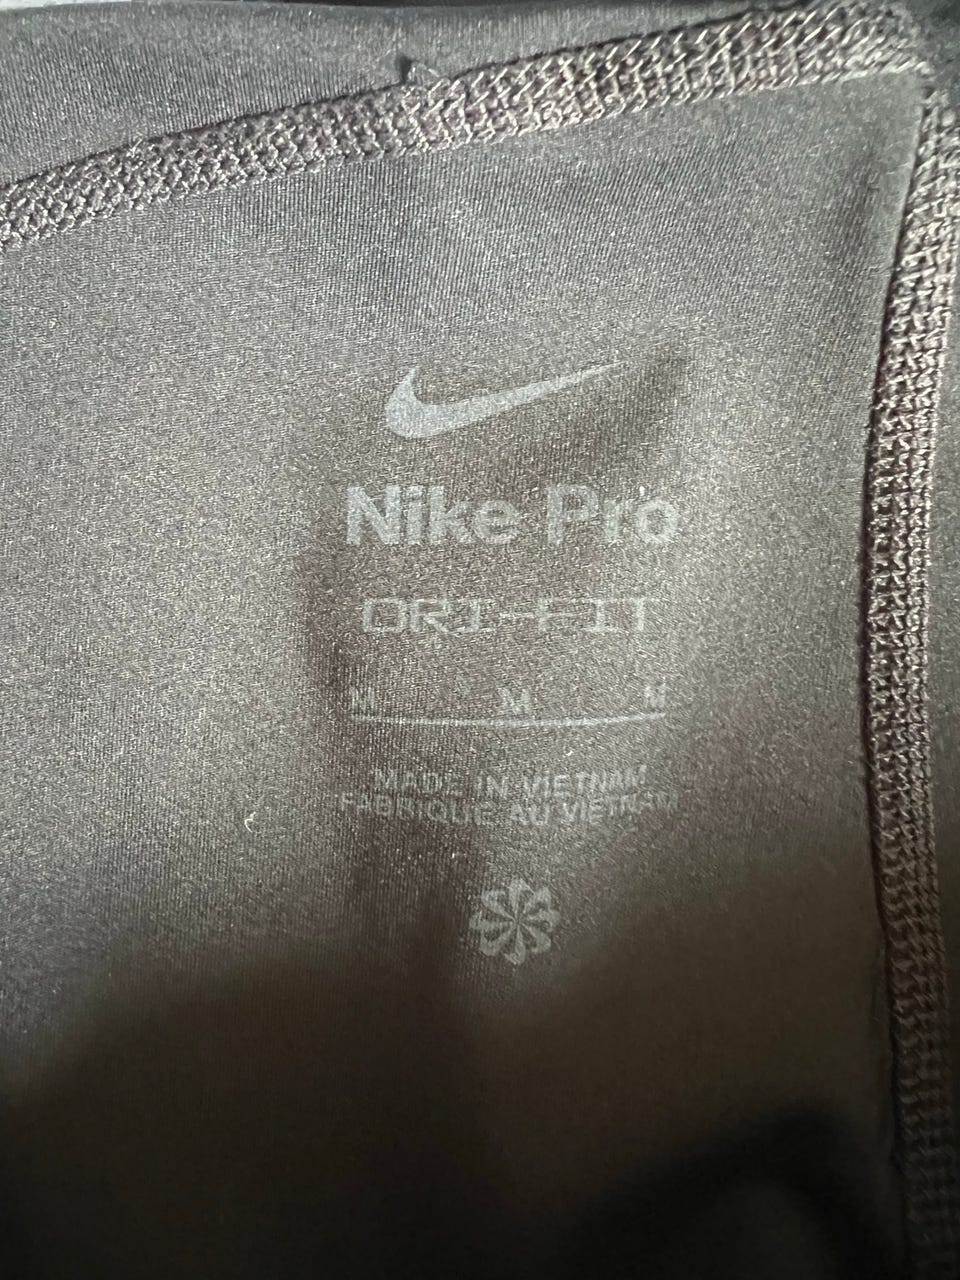 Nike Pro
DRI-FIT
M M M
MADE IN VIETNAM
FABRIQUE AU VIETNAM